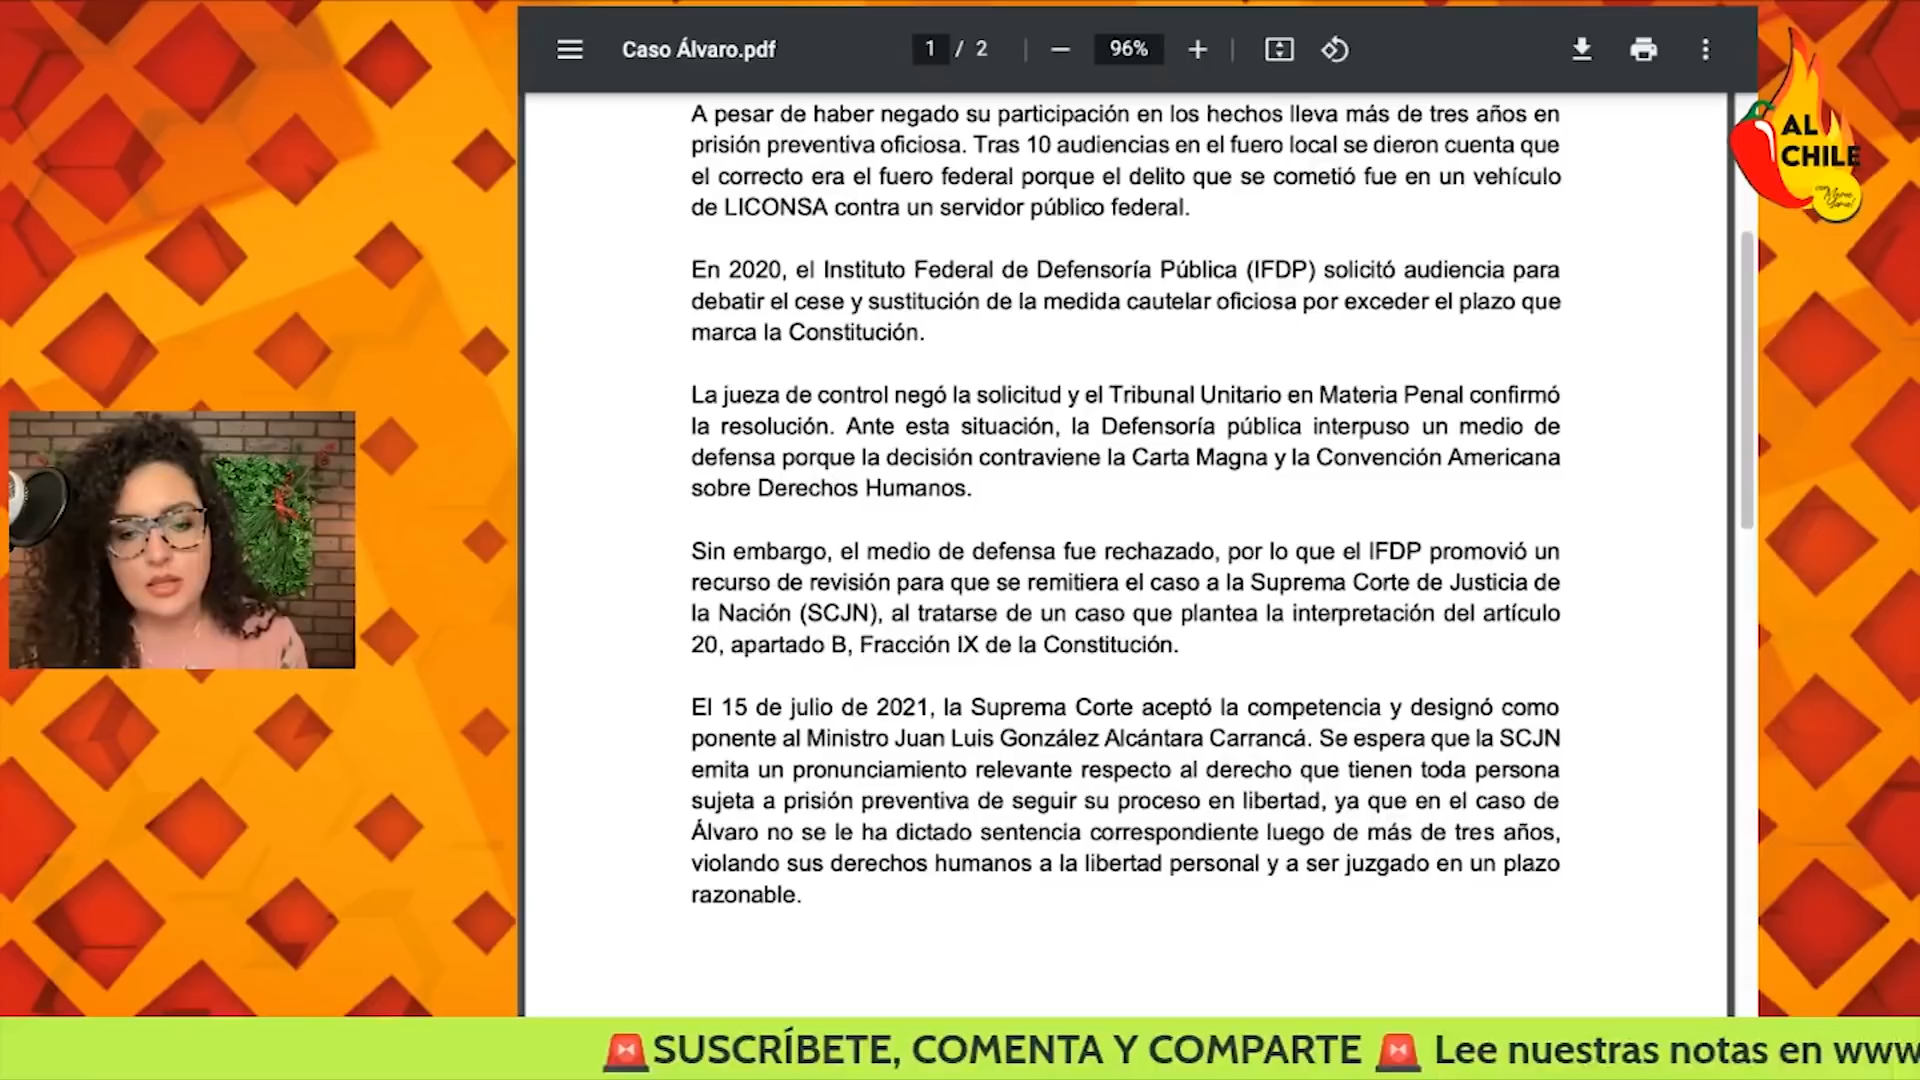 Caso Álvaro.pdf
1 / 2
96%
AL
CHILE
A pesar de haber negado su participación en los hechos lleva más de tres años en
prisión preventiva oficiosa. Tras 10 audiencias en el fuero local se dieron cuenta que
el correcto era el fuero federal porque el delito que se cometió fue en un vehículo
de LICONSA contra un servidor público federal.
En 2020, el Instituto Federal de Defensoría Pública (IFDP) solicitó audiencia para
debatir el cese y sustitución de la medida cautelar oficiosa por exceder el plazo que
marca la Constitución.
La jueza de control negó la solicitud y el Tribunal Unitario en Materia Penal confirmó
la resolución. Ante esta situación, la Defensoría pública interpuso un medio de
defensa porque la decisión contraviene la Carta Magna y la Convención Americana
sobre Derechos Humanos.
Sin embargo, el medio de defensa fue rechazado, por lo que el IFDP promovió un
recurso de revisión para que se remitiera el caso a la Suprema Corte de Justicia de
la Nación (SCJN), al tratarse de un caso que plantea la interpretación del artículo
20, apartado B, Fracción IX de la Constitución.
El 15 de julio de 2021, la Suprema Corte aceptó la competencia y designó como
ponente al Ministro Juan Luis González Alcántara Carrancá. Se espera que la SCJN
emita un pronunciamiento relevante respecto al derecho que tienen toda persona
sujeta a prisión preventiva de seguir su proceso en libertad, ya que en el caso de
Álvaro no se le ha dictado sentencia correspondiente luego de más de tres años,
violando sus derechos humanos a la libertad personal y a ser juzgado en un plazo
razonable.
SUSCRÍBETE, COMENTA Y COMPARTE Lee nuestras notas en www